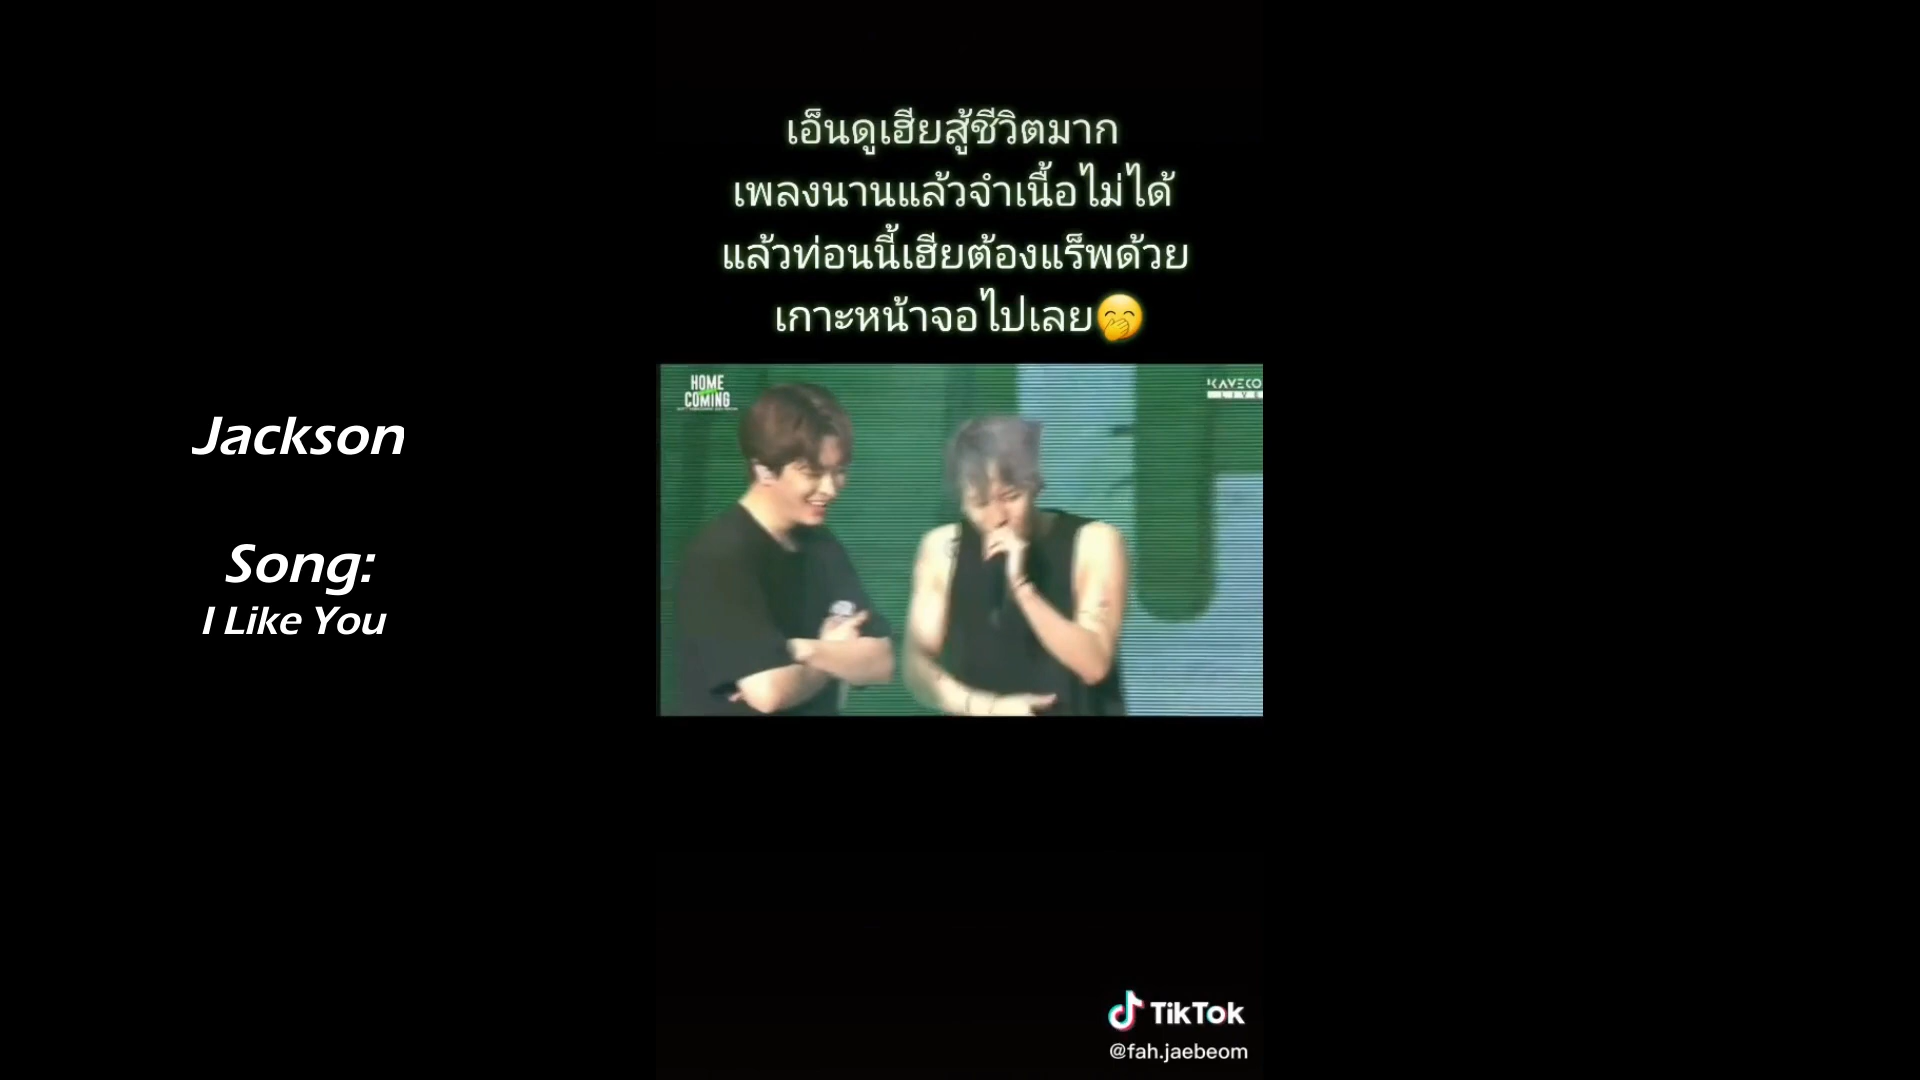 เอ็นดูเฮียสู้ชีวิตมาก
เพลงนานแล้วจำเนื้อไม่ได้
แล้วท่อนนี้เฮียต้องแร็พด้วย
เกาะหน้าจอไปเลย🤭
HOME
COMING
LIVE
Jackson
Song:
I Like You
TikTok
@fah.jaebeom